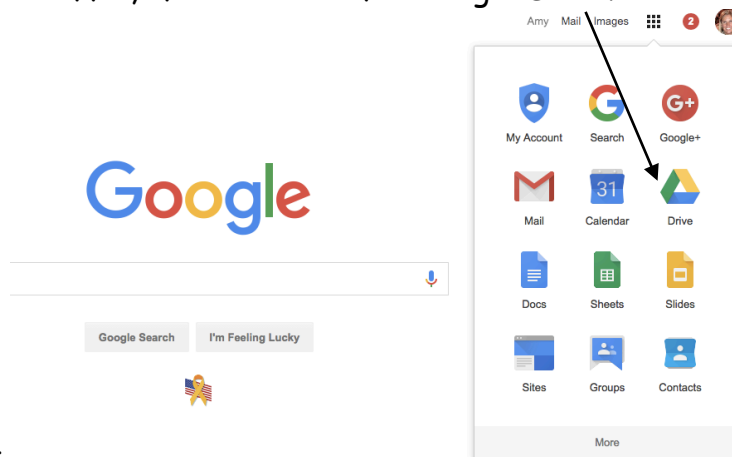 Amy Mail Images 2
My Account Search G+ Google+
Google
31
Mail Calendar Drive
Docs Sheets Slides
Google Search I'm Feeling Lucky
Sites Groups Contacts
More